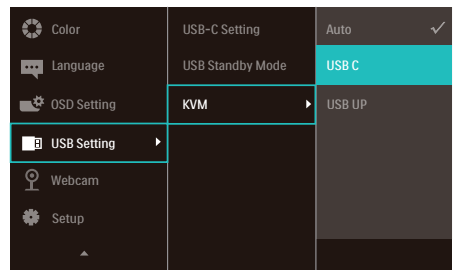 Color
Language
OSD Setting
USB Setting
Webcam
Setup
USB-C Setting
USB Standby Mode
KVM
Auto
USB C
USB UP